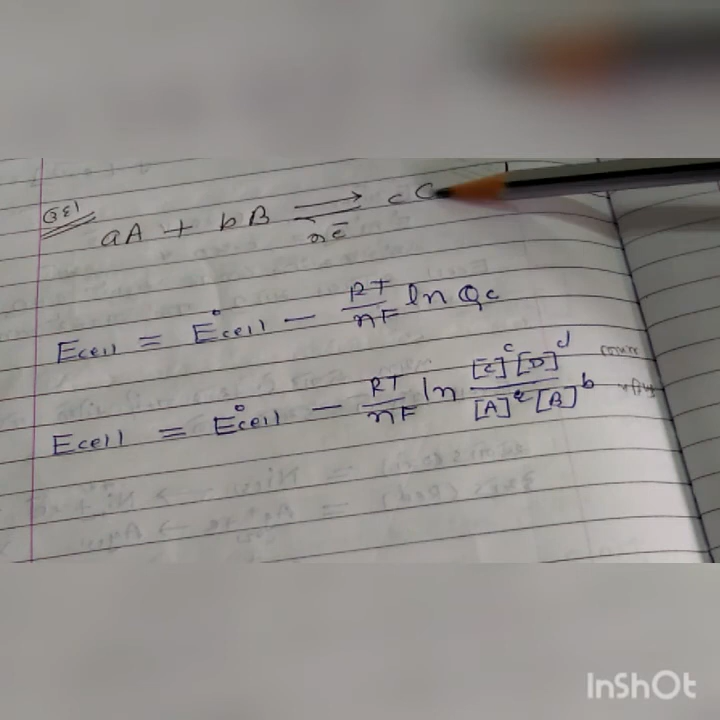 aA + bB ⇌ cC
ne̅
Ecell = E°cell - RT/nF ln Qc
Ecell = E°cell - RT/nF ln [C]^c [D]^d / [A]^a [B]^b
InShOt